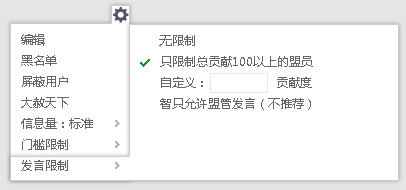 编辑
黑名单
屏蔽用户
大赦天下
信息量：标准
门槛限制
发言限制
无限制
只限制总贡献100以上的盟员
自定义： 贡献度
智只允许盟管发言（不推荐）